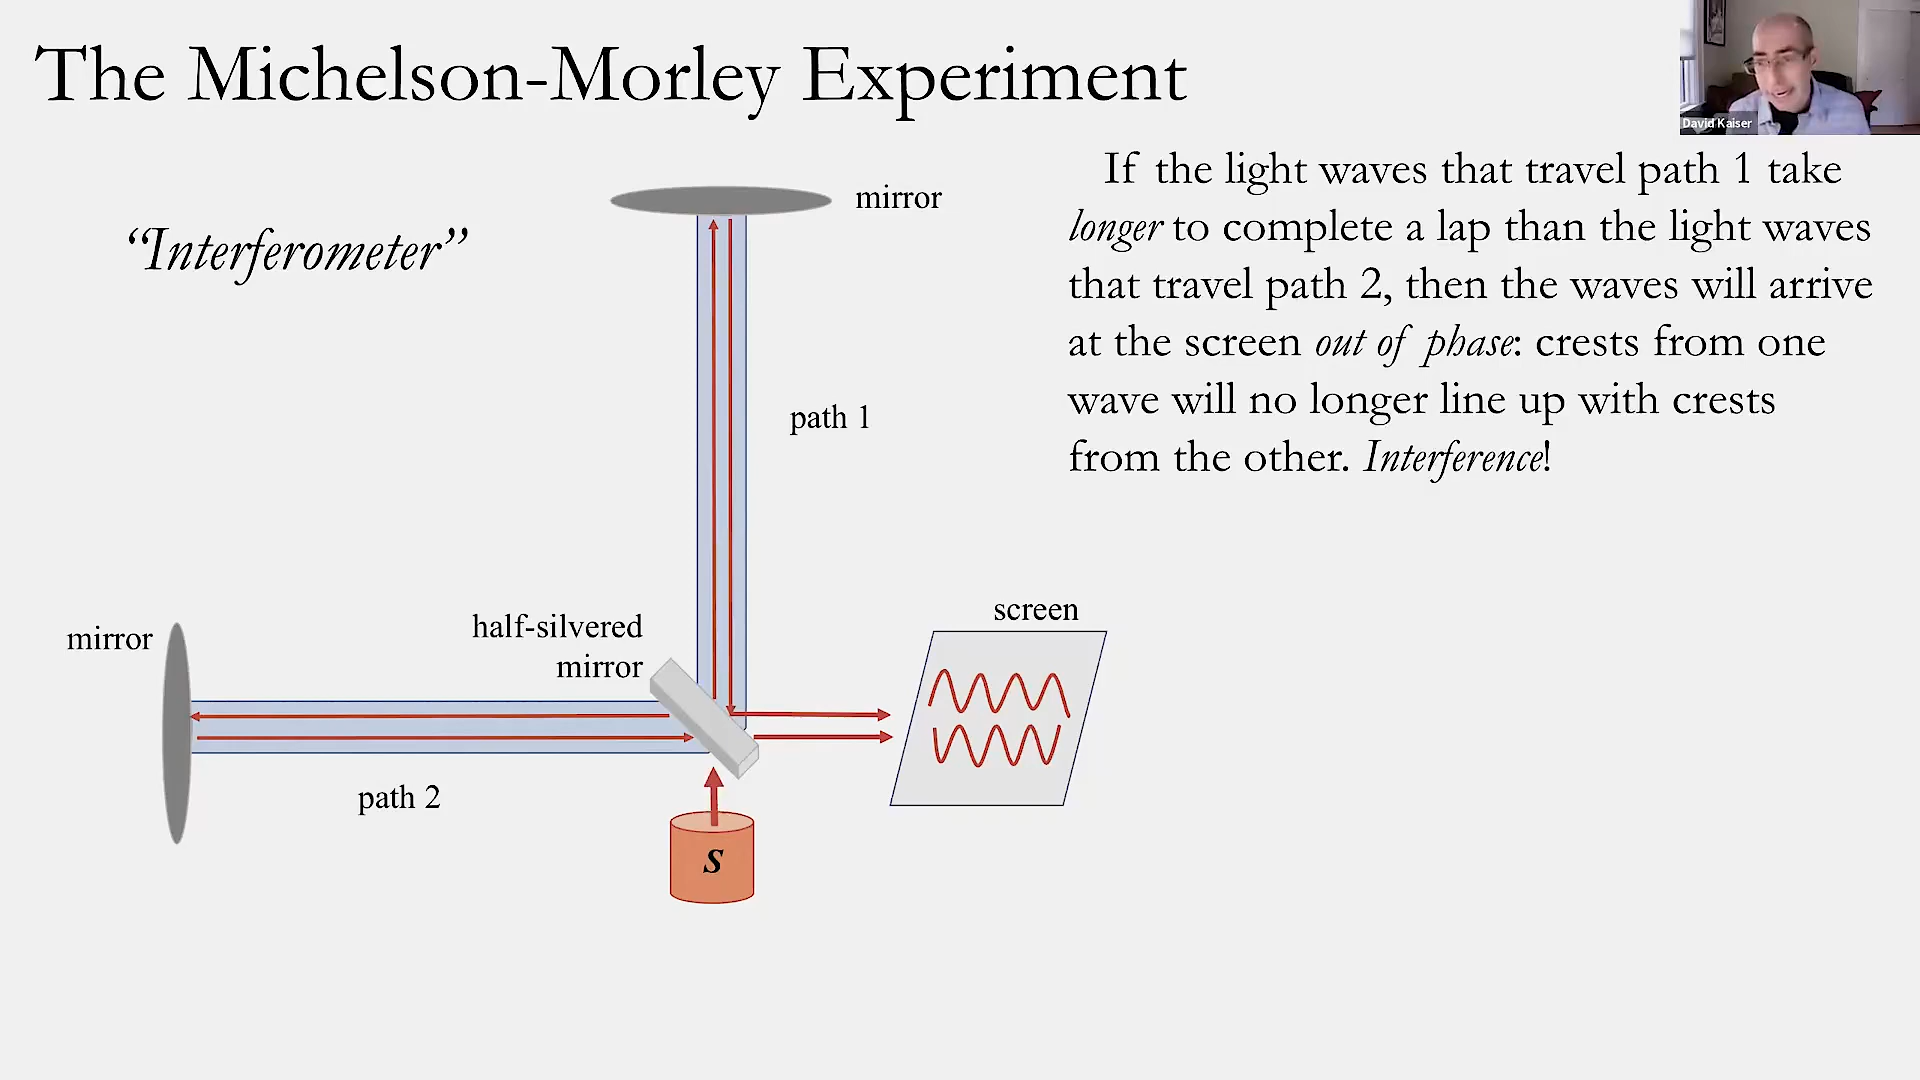 The Michelson-Morley Experiment
David Kaiser
If the light waves that travel path 1 take
longer to complete a lap than the light waves
that travel path 2, then the waves will arrive
at the screen out of phase: crests from one
wave will no longer line up with crests
from the other. Interference!
“Interferometer”
mirror
path 1
screen
half-silvered
mirror
mirror
path 2
S